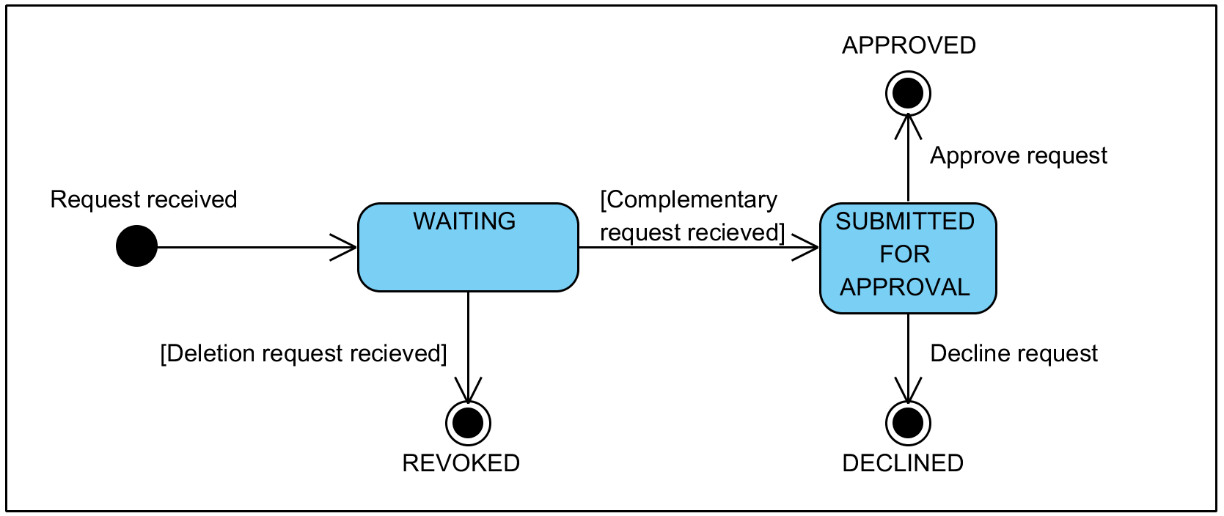 APPROVED
Approve request
Request received
[Complementary
request recieved]
WAITING
SUBMITTED
FOR
APPROVAL
[Deletion request recieved]
Decline request
REVOKED
DECLINED